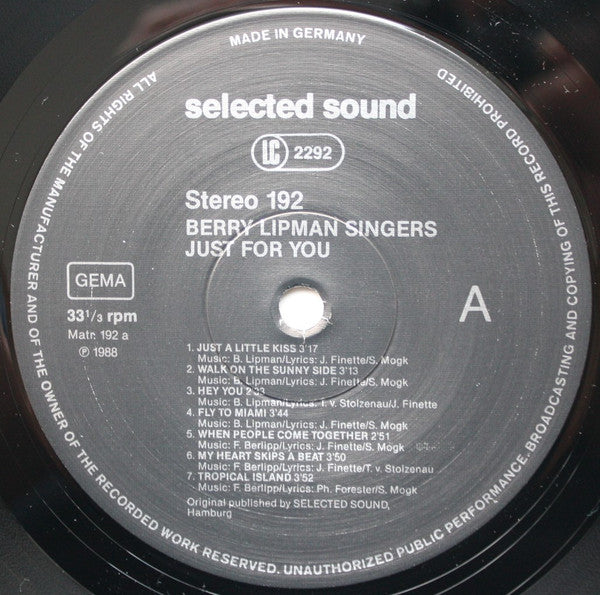 MADE IN GERMANY
ALL RIGHTS OF THE MANUFACTURER AND OF THE OWNER OF THE RECORDED WORK RESERVED. UNAUTHORIZED PUBLIC PERFORMANCE. BROADCASTING AND COPYING OF THIS RECORD PROHIBITED
selected sound
LC 2292
Stereo 192
BERRY LIPMAN SINGERS
JUST FOR YOU
GEMA
33 1/3 rpm
Matr. 192 a
℗ 1988
A
1. JUST A LITTLE KISS 3'17
Music: B. Lipman/Lyrics: J. Finette/S. Mogk
2. WALK ON THE SUNNY SIDE 3'13
Music: B. Lipman/Lyrics: J. Finette/S. Mogk
3. HEY YOU 2'33
Music: B. Lipman/Lyrics: T. v. Stolzenau/J. Finette
4. FLY TO MIAMI 3'44
Music: B. Lipman/Lyrics: J. Finette/S. Mogk
5. WHEN PEOPLE COME TOGETHER 2'51
Music: F. Berlipp/Lyrics: J. Finette/S. Mogk
6. MY HEART SKIPS A BEAT 3'50
Music: F. Berlipp/Lyrics: J. Finette/T. v. Stolzenau
7. TROPICAL ISLAND 3'52
Music: F. Berlipp/Lyrics: Ph. Forester/S. Mogk
Original published by SELECTED SOUND,
Hamburg